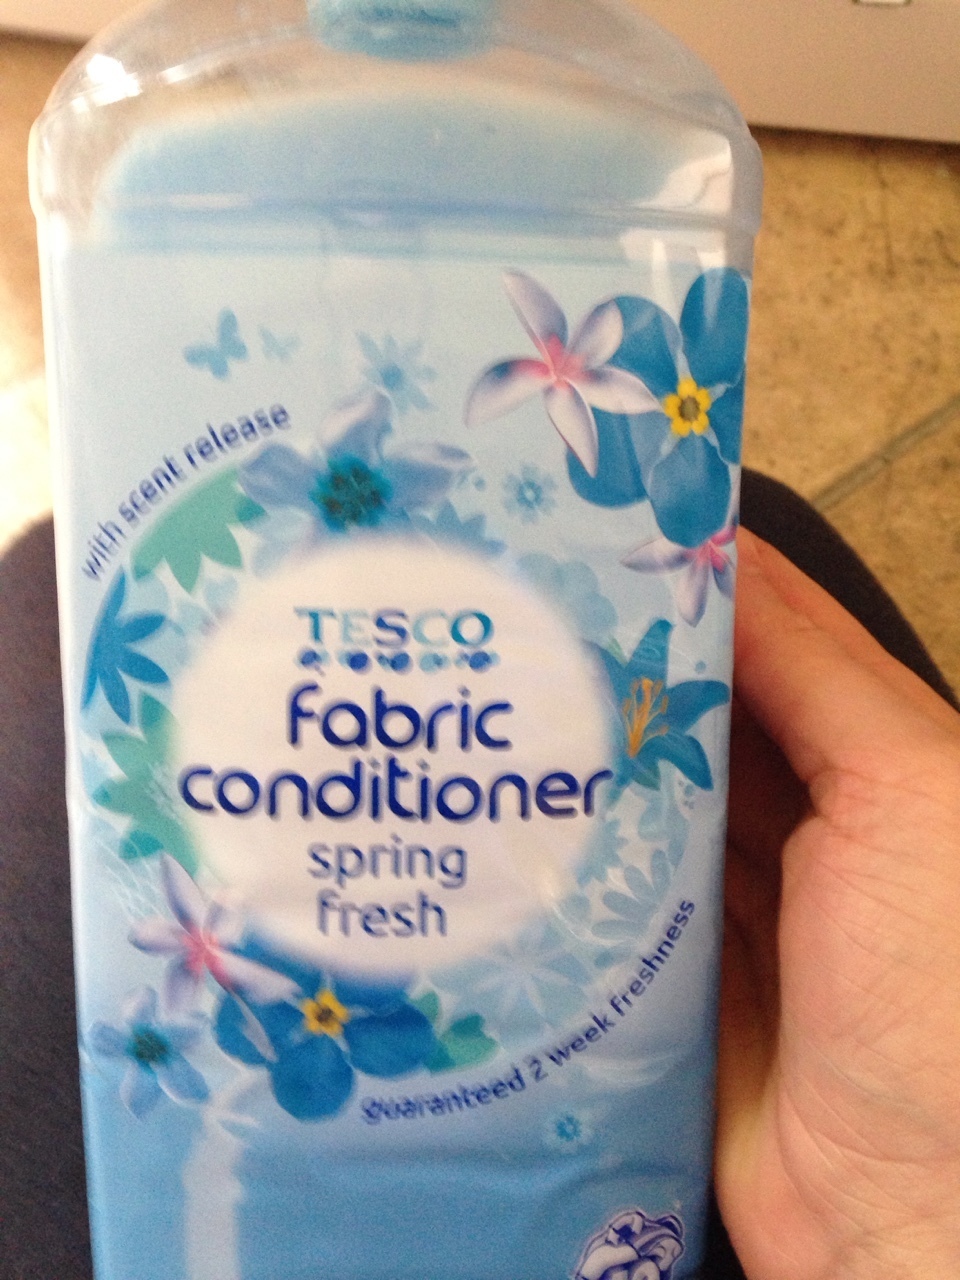 with scent release
TESCO
fabric
conditioner
spring
fresh
guaranteed 2 week freshness